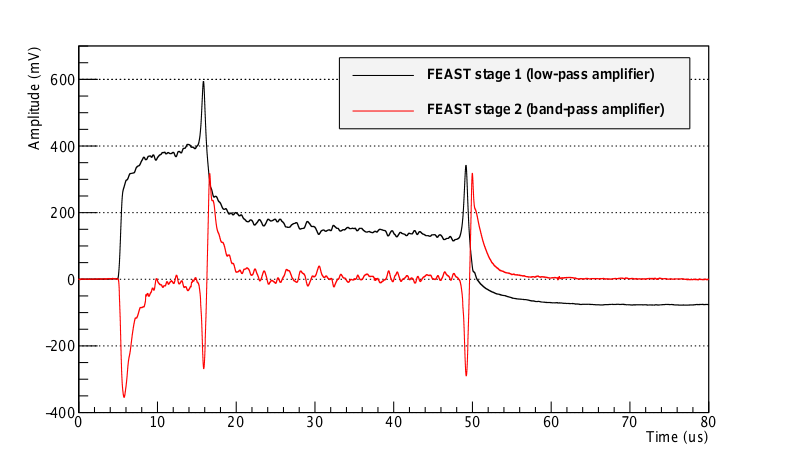 Amplitude (mV)
FEAST stage 1 (low-pass amplifier)
FEAST stage 2 (band-pass amplifier)
600
400
200
0
-200
-400
0 10 20 30 40 50 60 70 80
Time (us)